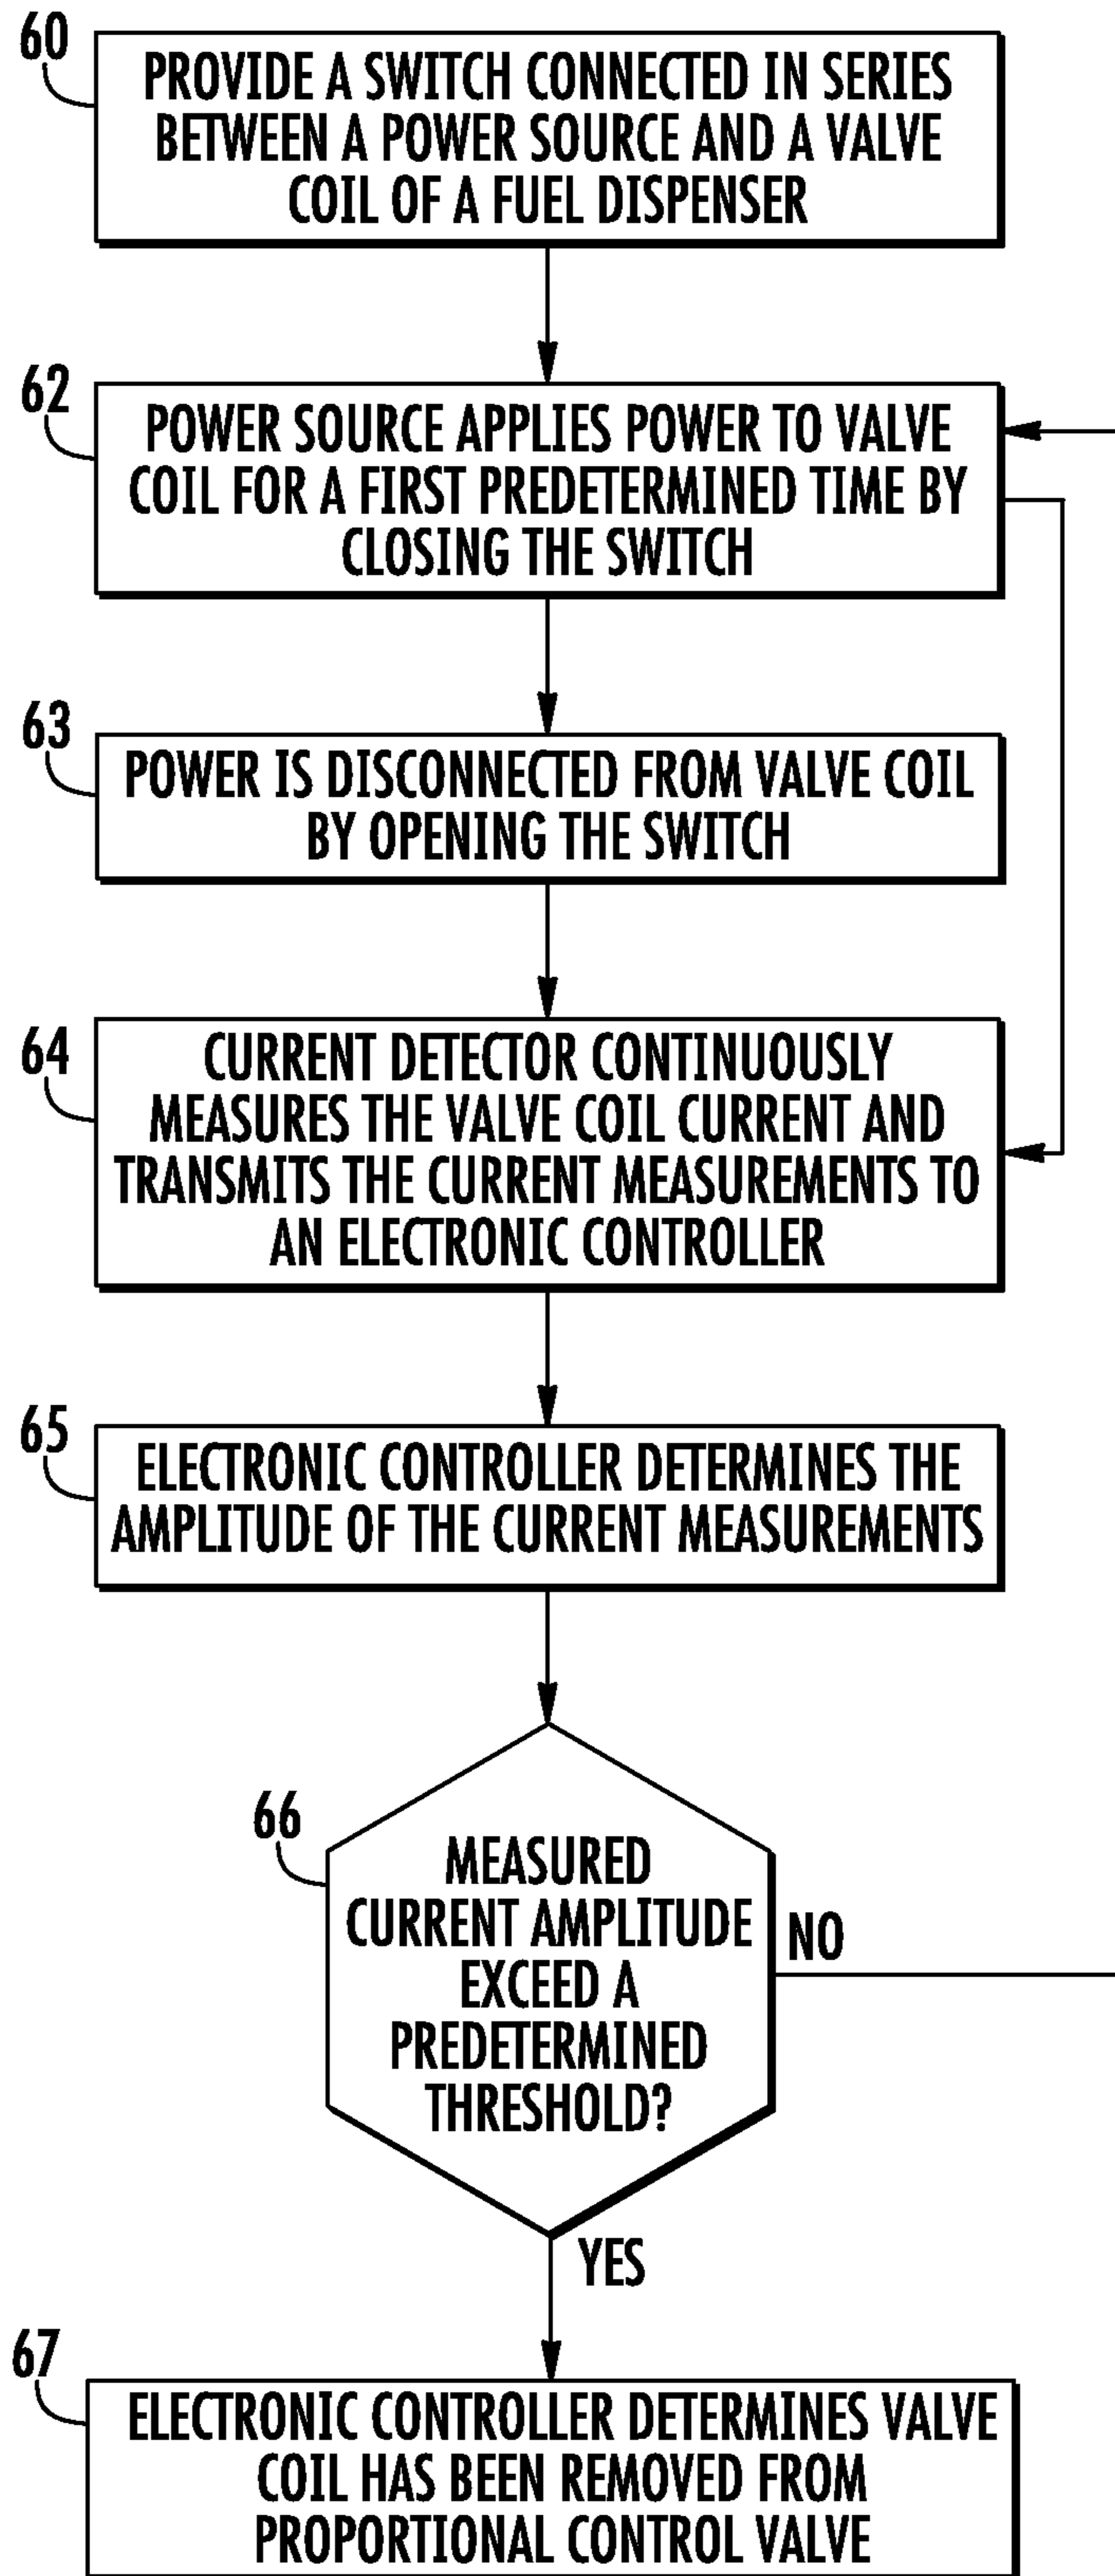 60
PROVIDE A SWITCH CONNECTED IN SERIES
BETWEEN A POWER SOURCE AND A VALVE
COIL OF A FUEL DISPENSER
62
POWER SOURCE APPLIES POWER TO VALVE
COIL FOR A FIRST PREDETERMINED TIME BY
CLOSING THE SWITCH
63
POWER IS DISCONNECTED FROM VALVE COIL
BY OPENING THE SWITCH
64
CURRENT DETECTOR CONTINUOUSLY
MEASURES THE VALVE COIL CURRENT AND
TRANSMITS THE CURRENT MEASUREMENTS TO
AN ELECTRONIC CONTROLLER
65
ELECTRONIC CONTROLLER DETERMINES THE
AMPLITUDE OF THE CURRENT MEASUREMENTS
66
MEASURED
CURRENT AMPLITUDE
EXCEED A
PREDETERMINED
THRESHOLD?
NO
YES
67
ELECTRONIC CONTROLLER DETERMINES VALVE
COIL HAS BEEN REMOVED FROM
PROPORTIONAL CONTROL VALVE